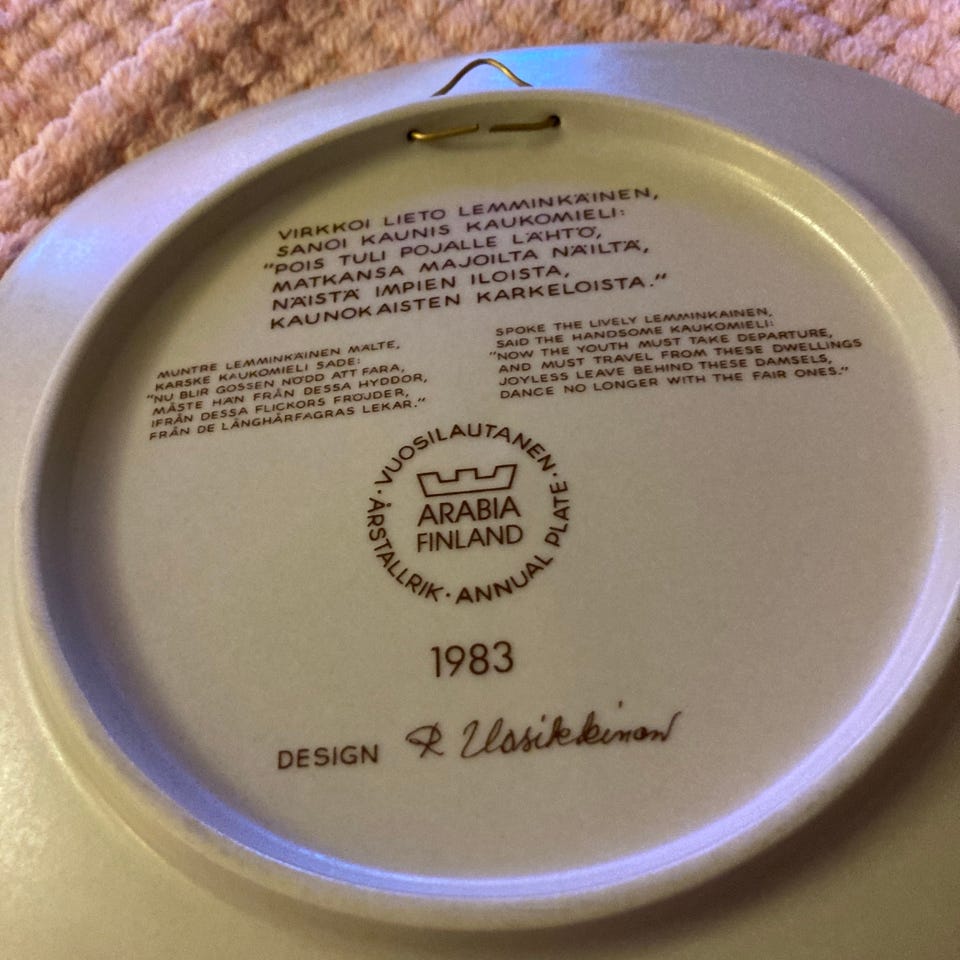 VIRKKOI LIETO LEMMINKÄINEN,
SANOI KAUNIS KAUKOMIELI:
"POIS TULI POJALLE LÄHTÖ,
MATKANSA MAJOILTA NÄILTÄ,
NÄISTÄ IMPIEN ILOISTA,
KAUNOKAISTEN KARKELOISTA."
MUNTRE LEMMINKÄINEN MÄLTE,
KARSKE KAUKOMIELI SADE:
"NU BLIR GOSSEN NÖDD ATT FARA,
MÅSTE HAN FRÅN DESSA HYDDOR,
IFRÅN DESSA FLICKORS FRÖJDER,
FRÅN DE LÅNGHÅRFAGRAS LEKAR."
SPOKE THE LIVELY LEMMINKAINEN,
SAID THE HANDSOME KAUKOMIELI:
"NOW THE YOUTH MUST TAKE DEPARTURE,
AND MUST TRAVEL FROM THESE DWELLINGS
JOYLESS LEAVE BEHIND THESE DAMSELS,
DANCE NO LONGER WITH THE FAIR ONES."
· VUOSILAUTANEN · ANNUAL PLATE · ÅRSTALLRIK
ARABIA
FINLAND
1983
DESIGN R Uosikkinen